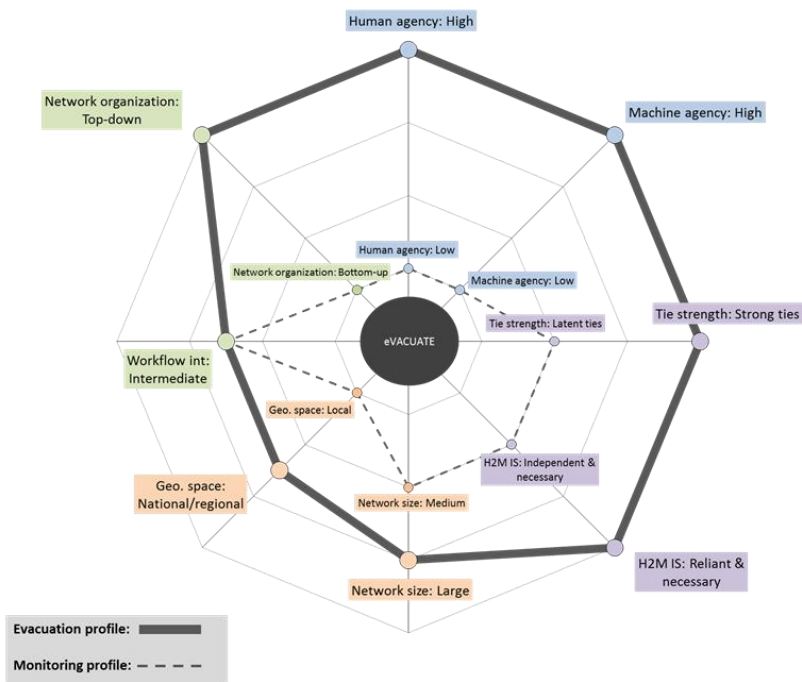 Human agency: High
Network organization:
Top-down
Machine agency: High
Human agency: Low
Network organization: Bottom-up
Machine agency: Low
Tie strength: Strong ties
Tie strength: Latent ties
eVACUATE
Workflow int:
Intermediate
Geo. space: Local
H2M IS: Independent &
necessary
Geo. space:
National/regional
Network size: Medium
H2M IS: Reliant &
necessary
Network size: Large
Evacuation profile:
Monitoring profile: